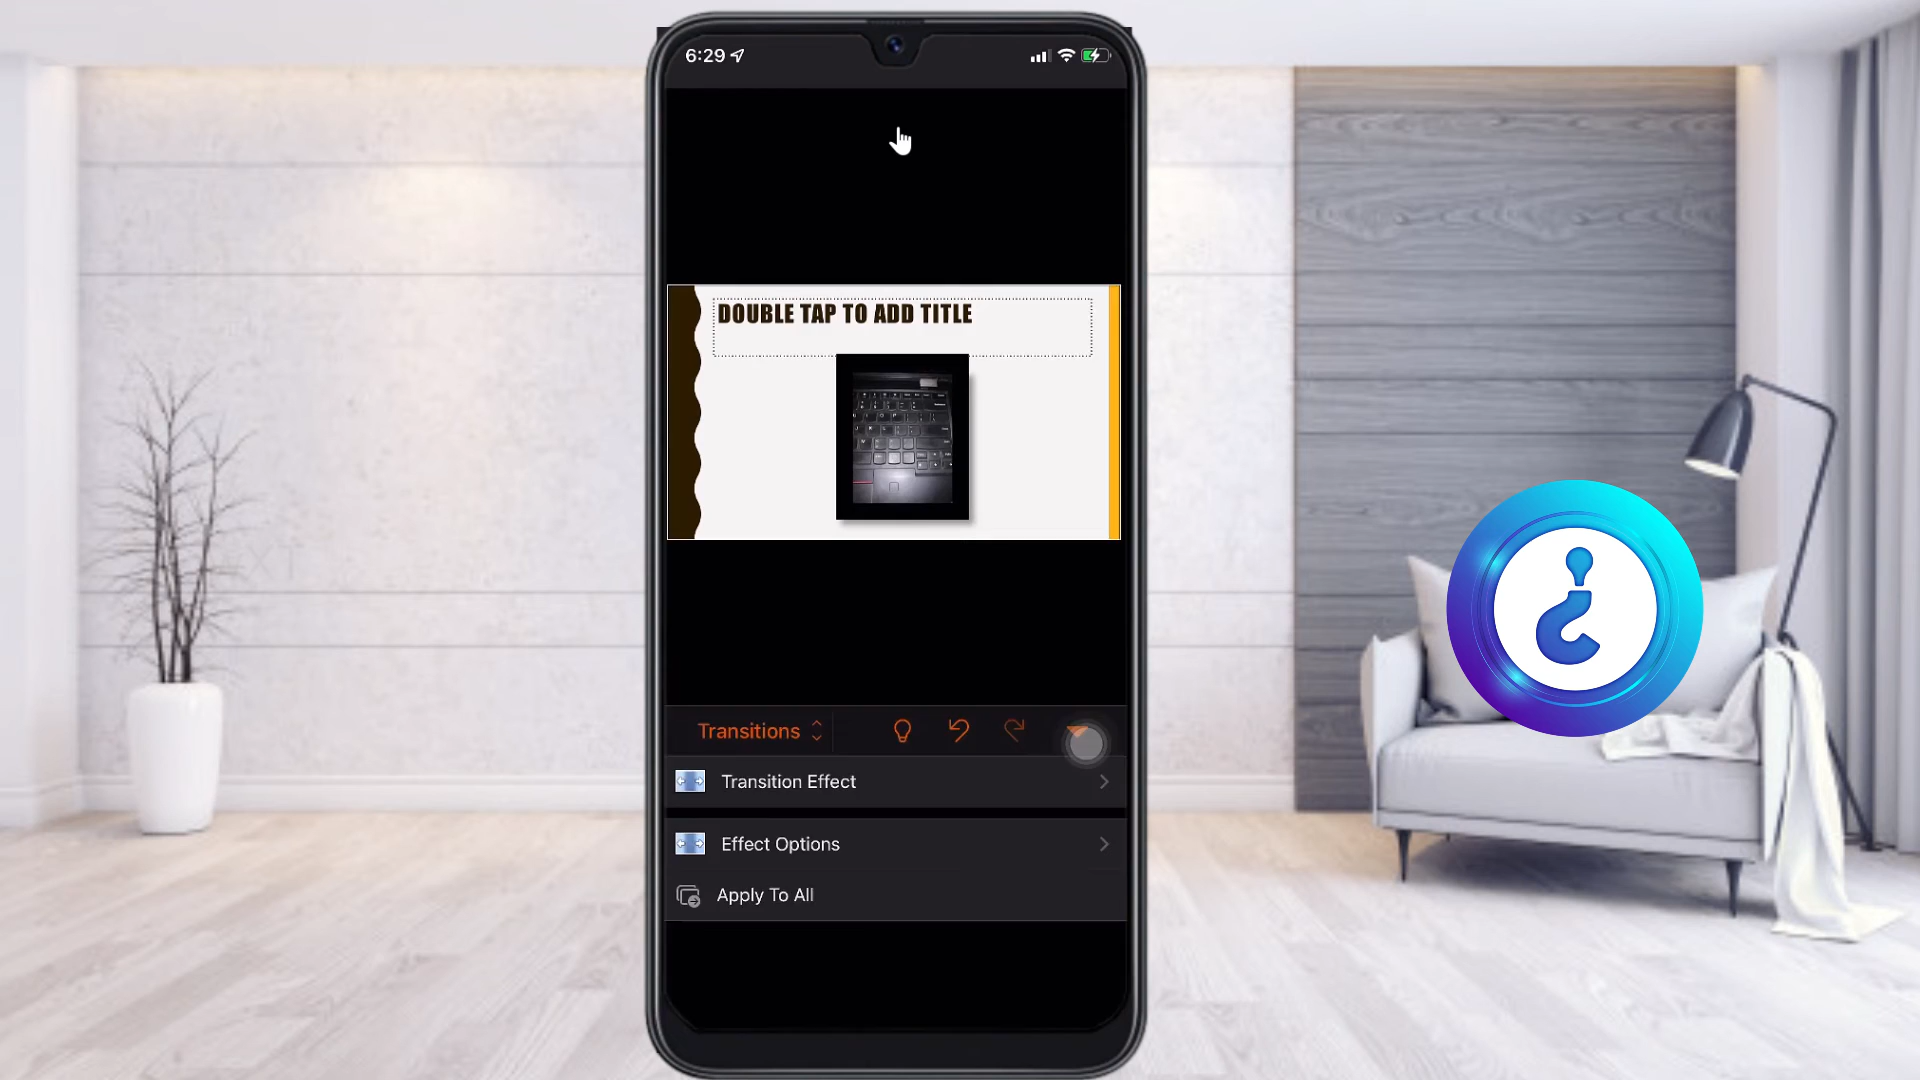 6:29
DOUBLE TAP TO ADD TITLE
Transitions
Transition Effect
Effect Options
Apply To All